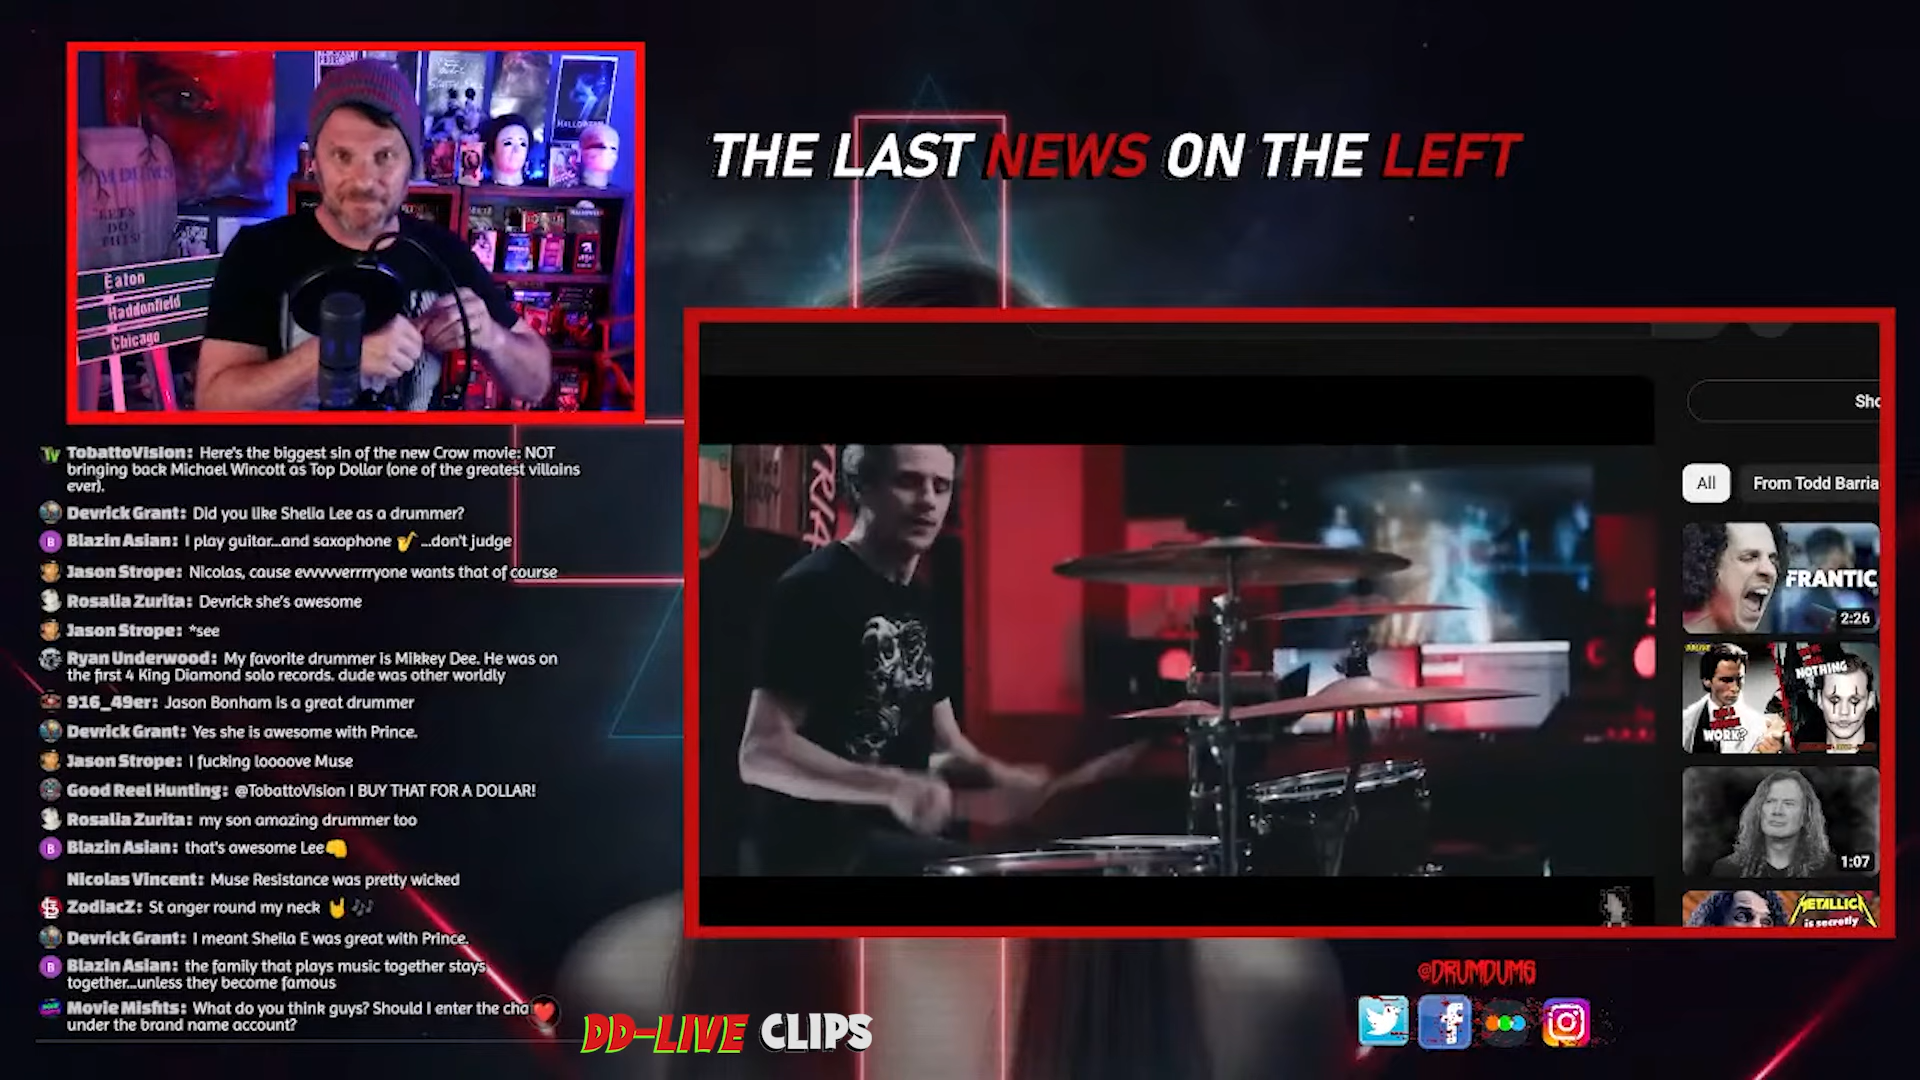 THE LAST NEWS ON THE LEFT
HALLOWEEN
"LET'S
DO
THIS"
Eaton
Haddonfield
Chicago
TobattoVision: Here's the biggest sin of the new Crow movie: NOT
bringing back Michael Wincott as Top Dollar (one of the greatest villains
ever).
Devrick Grant: Did you like Shelia Lee as a drummer?
Blazin Asian: I play guitar...and saxophone 🎷 ...don't judge
Jason Strope: Nicolas, cause evvvverrrryone wants that of course
Rosalia Zurita: Devrick she's awesome
Jason Strope: *see
Ryan Underwood: My favorite drummer is Mikkey Dee. He was on
the first 4 King Diamond solo records. dude was other worldly
916_49er: Jason Bonham is a great drummer
Devrick Grant: Yes she is awesome with Prince.
Jason Strope: I fucking loooove Muse
Good Reel Hunting: @TobattoVision I BUY THAT FOR A DOLLAR!
Rosalia Zurita: my son amazing drummer too
Blazin Asian: that's awesome Lee👊
Nicolas Vincent: Muse Resistance was pretty wicked
ZodiacZ: St anger round my neck 🤘 🎶
Devrick Grant: I meant Sheila E was great with Prince.
Blazin Asian: the family that plays music together stays
together...unless they become famous
Movie Misfits: What do you think guys? Should I enter the cha
under the brand name account?
Sho
All
From Todd Barria
FRANTIC
2:26
DD-LIVE
NOTHING
WORK?
1:07
METALLICA
is secretly
@DRUMDUMS
DD-LIVE CLIPS